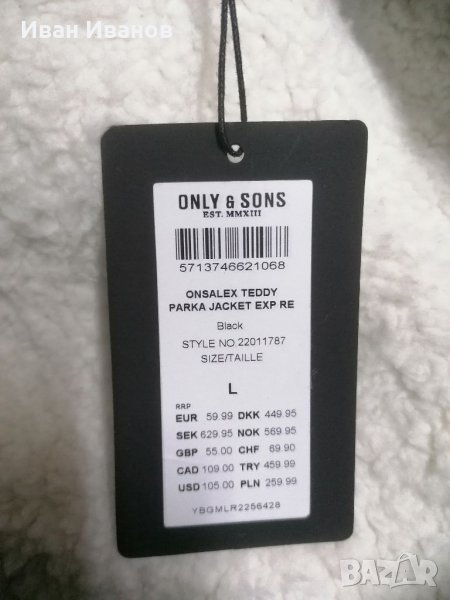 Иван Иванов
ONLY & SONS
EST. MMXIII
5713746621068
ONSALEX TEDDY
PARKA JACKET EXP RE
Black
STYLE NO.22011787
SIZE/TAILLE
L
RRP
EUR 59.99 DKK 449.95
SEK 629.95 NOK 569.95
GBP 55.00 CHF 69.90
CAD 109.00 TRY 459.99
USD 105.00 PLN 259.99
YBGMLR2256428
BAZAR